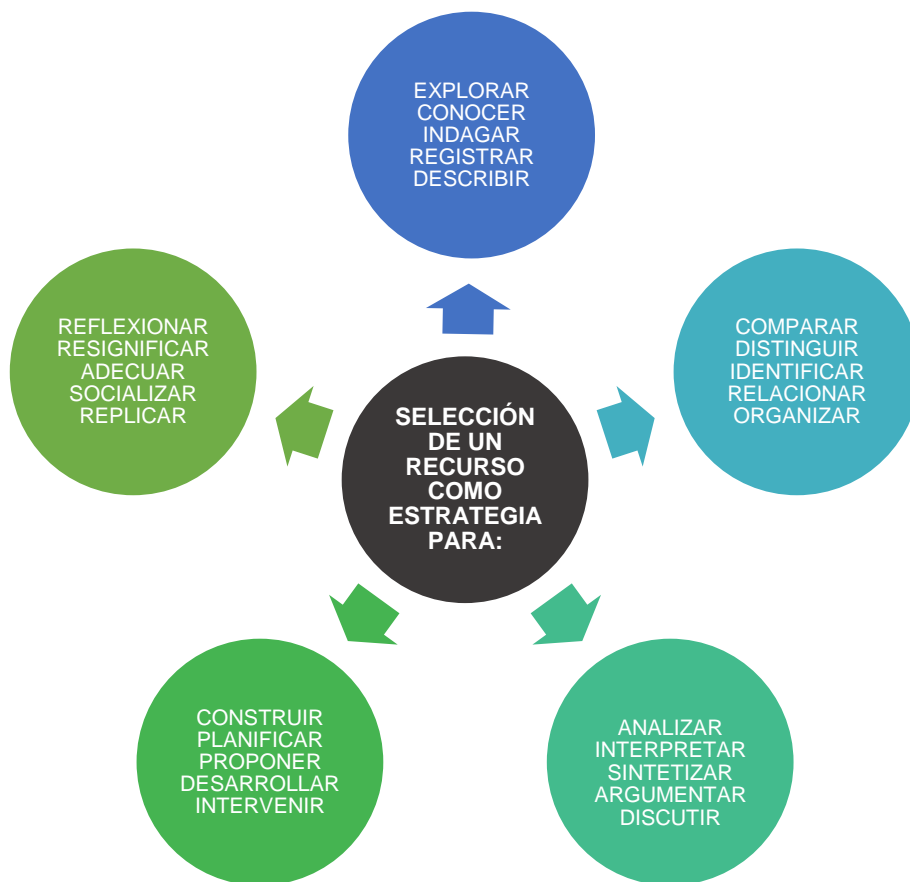 EXPLORAR
CONOCER
INDAGAR
REGISTRAR
DESCRIBIR
COMPARAR
DISTINGUIR
IDENTIFICAR
RELACIONAR
ORGANIZAR
ANALIZAR
INTERPRETAR
SINTETIZAR
ARGUMENTAR
DISCUTIR
CONSTRUIR
PLANIFICAR
PROPONER
DESARROLLAR
INTERVENIR
REFLEXIONAR
RESIGNIFICAR
ADECUAR
SOCIALIZAR
REPLICAR
SELECCIÓN
DE UN
RECURSO
COMO
ESTRATEGIA
PARA: